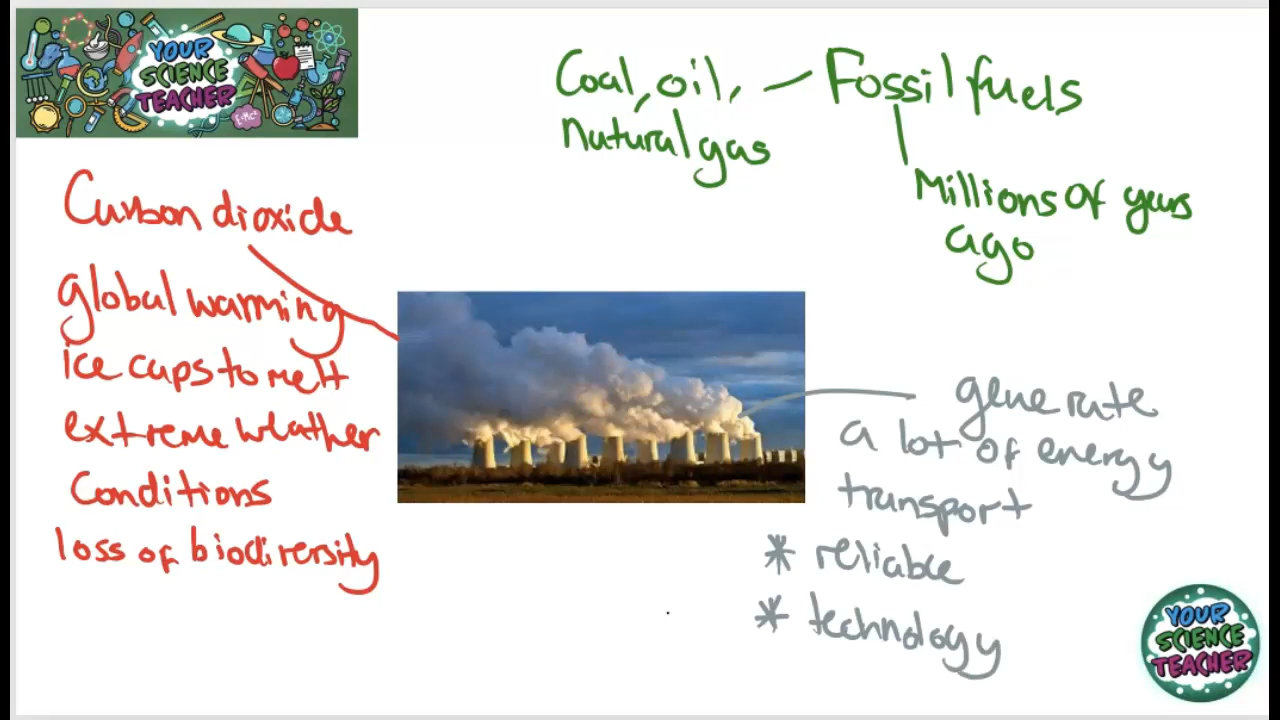 YOUR
SCIENCE
TEACHER
E=MC²
Coal, oil, — Fossil fuels
natural gas
Millions of years
ago
Carbon dioxide
global warming
ice caps to melt
extreme weather
Conditions
loss of biodiversity
generate
a lot of energy
transport
* reliable
* technology
YOUR
SCIENCE
TEACHER